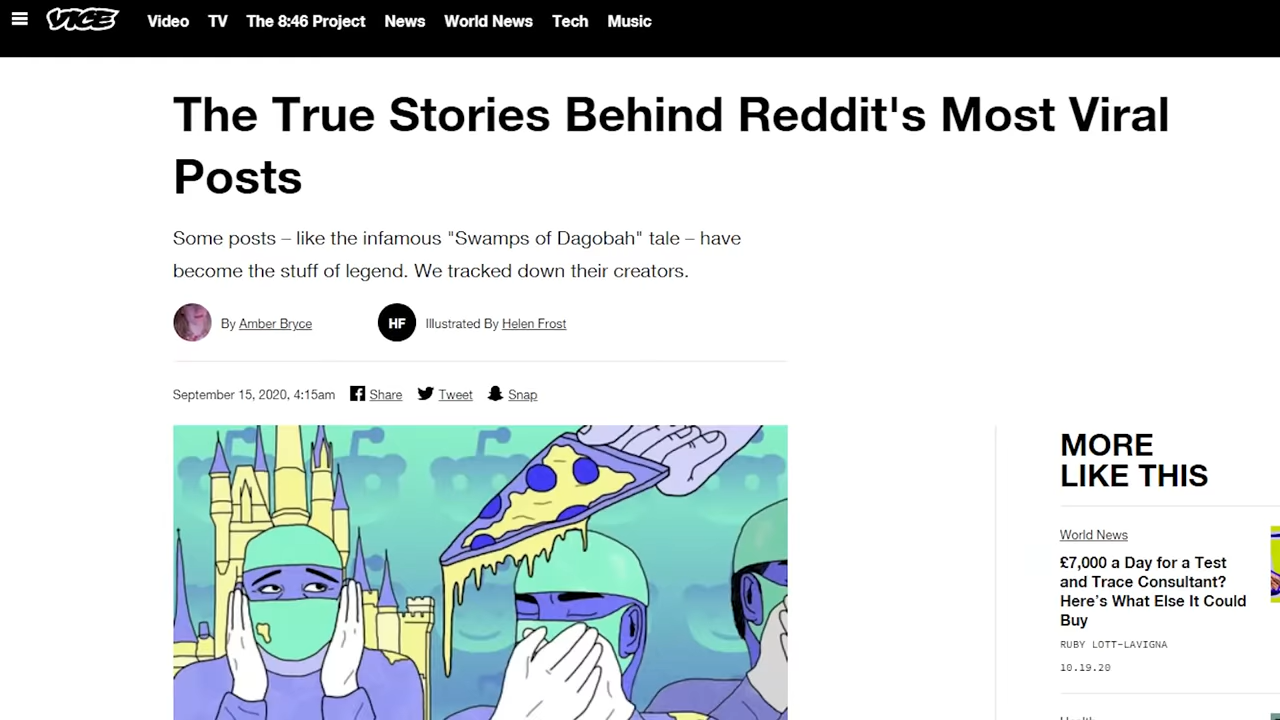 VICE
Video TV The 8:46 Project News World News Tech Music
The True Stories Behind Reddit's Most Viral
Posts
Some posts – like the infamous "Swamps of Dagobah" tale – have
become the stuff of legend. We tracked down their creators.
By Amber Bryce
HF Illustrated By Helen Frost
September 15, 2020, 4:15am Share Tweet Snap
MORE
LIKE THIS
World News
£7,000 a Day for a Test
and Trace Consultant?
Here’s What Else It Could
Buy
RUBY LOTT-LAVIGNA
10.19.20